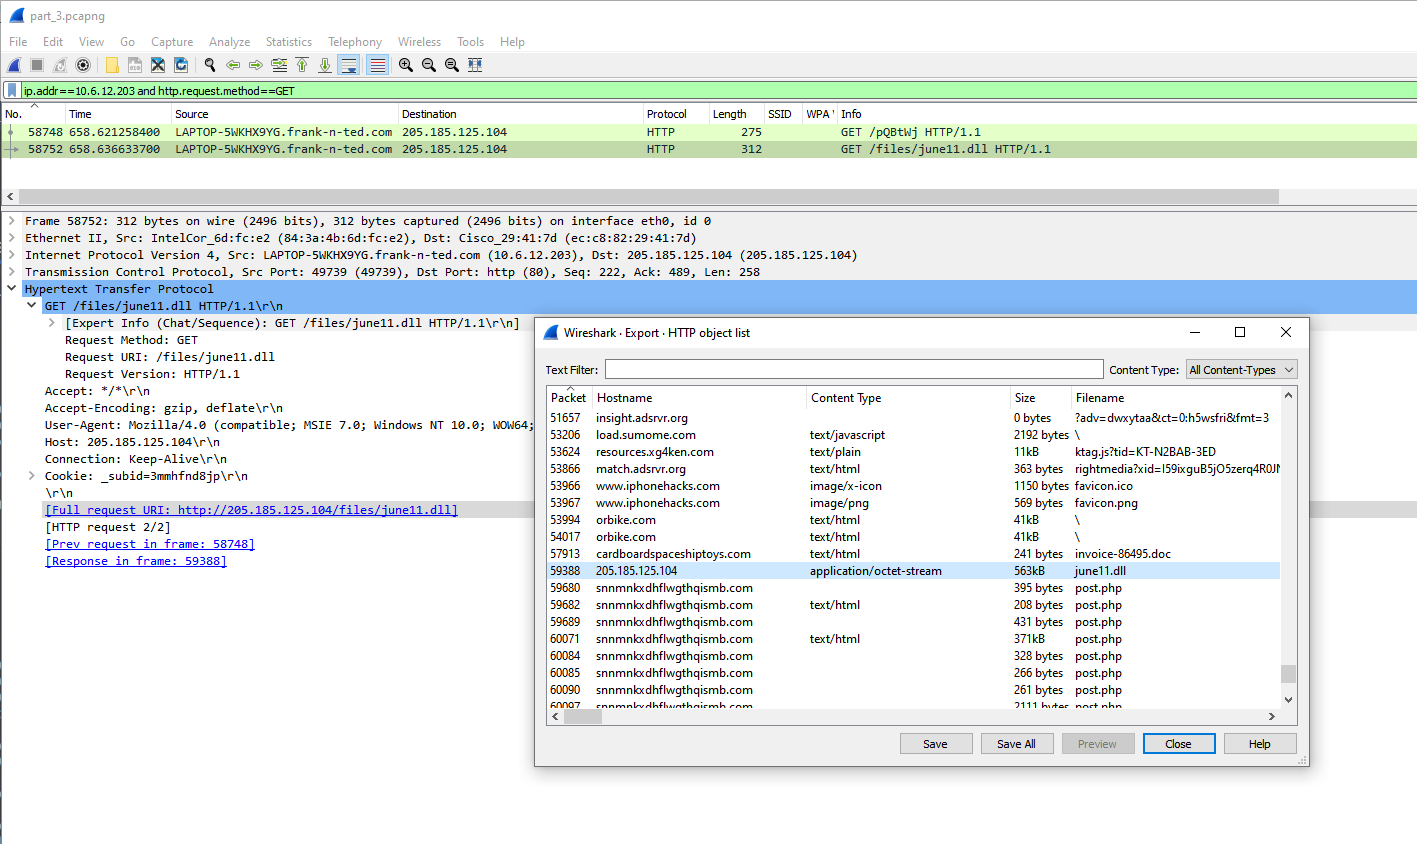 part_3.pcapng
File Edit View Go Capture Analyze Statistics Telephony Wireless Tools Help
ip.addr==10.6.12.203 and http.request.method==GET
No. Time Source Destination Protocol Length SSID WPA Info
58748 658.621258400 LAPTOP-5WKHX9YG.frank-n-ted.com 205.185.125.104 HTTP 275 GET /pQBtWj HTTP/1.1
58752 658.636633700 LAPTOP-5WKHX9YG.frank-n-ted.com 205.185.125.104 HTTP 312 GET /files/june11.dll HTTP/1.1
Frame 58752: 312 bytes on wire (2496 bits), 312 bytes captured (2496 bits) on interface eth0, id 0
Ethernet II, Src: IntelCor_6d:fc:e2 (84:3a:4b:6d:fc:e2), Dst: Cisco_29:41:7d (ec:c8:82:29:41:7d)
Internet Protocol Version 4, Src: LAPTOP-5WKHX9YG.frank-n-ted.com (10.6.12.203), Dst: 205.185.125.104 (205.185.125.104)
Transmission Control Protocol, Src Port: 49739 (49739), Dst Port: http (80), Seq: 222, Ack: 489, Len: 258
Hypertext Transfer Protocol
GET /files/june11.dll HTTP/1.1\r\n
[Expert Info (Chat/Sequence): GET /files/june11.dll HTTP/1.1\r\n]
Request Method: GET
Request URI: /files/june11.dll
Request Version: HTTP/1.1
Accept: */*\r\n
Accept-Encoding: gzip, deflate\r\n
User-Agent: Mozilla/4.0 (compatible; MSIE 7.0; Windows NT 10.0; WOW64;
Host: 205.185.125.104\r\n
Connection: Keep-Alive\r\n
Cookie: _subid=3mmhfnd8jp\r\n
\r\n
[Full request URI: http://205.185.125.104/files/june11.dll]
[HTTP request 2/2]
[Prev request in frame: 58748]
[Response in frame: 59388]
Wireshark · Export · HTTP object list
Text Filter: Content Type: All Content-Types
Packet Hostname Content Type Size Filename
51657 insight.adsrvr.org 0 bytes ?adv=dwxytaa&ct=0:h5wsfri&fmt=3
53206 load.sumome.com text/javascript 2192 bytes \
53624 resources.xg4ken.com text/plain 11kB ktag.js?tid=KT-N2BAB-3ED
53866 match.adsrvr.org text/html 363 bytes rightmedia?xid=I59ixguB5jO5zerq4R0JN
53966 www.iphonehacks.com image/x-icon 1150 bytes favicon.ico
53967 www.iphonehacks.com image/png 569 bytes favicon.png
53994 orbike.com text/html 41kB \
54017 orbike.com text/html 41kB \
57913 cardboardspaceshiptoys.com text/html 241 bytes invoice-86495.doc
59388 205.185.125.104 application/octet-stream 563kB june11.dll
59680 snnmnkxdhflwgthqismb.com 395 bytes post.php
59682 snnmnkxdhflwgthqismb.com text/html 208 bytes post.php
59689 snnmnkxdhflwgthqismb.com 431 bytes post.php
60071 snnmnkxdhflwgthqismb.com text/html 371kB post.php
60084 snnmnkxdhflwgthqismb.com 328 bytes post.php
60085 snnmnkxdhflwgthqismb.com 266 bytes post.php
60090 snnmnkxdhflwgthqismb.com 261 bytes post.php
60097 snnmnkxdhflwgthqismb.com 2111 bytes post.php
Save Save All Preview Close Help